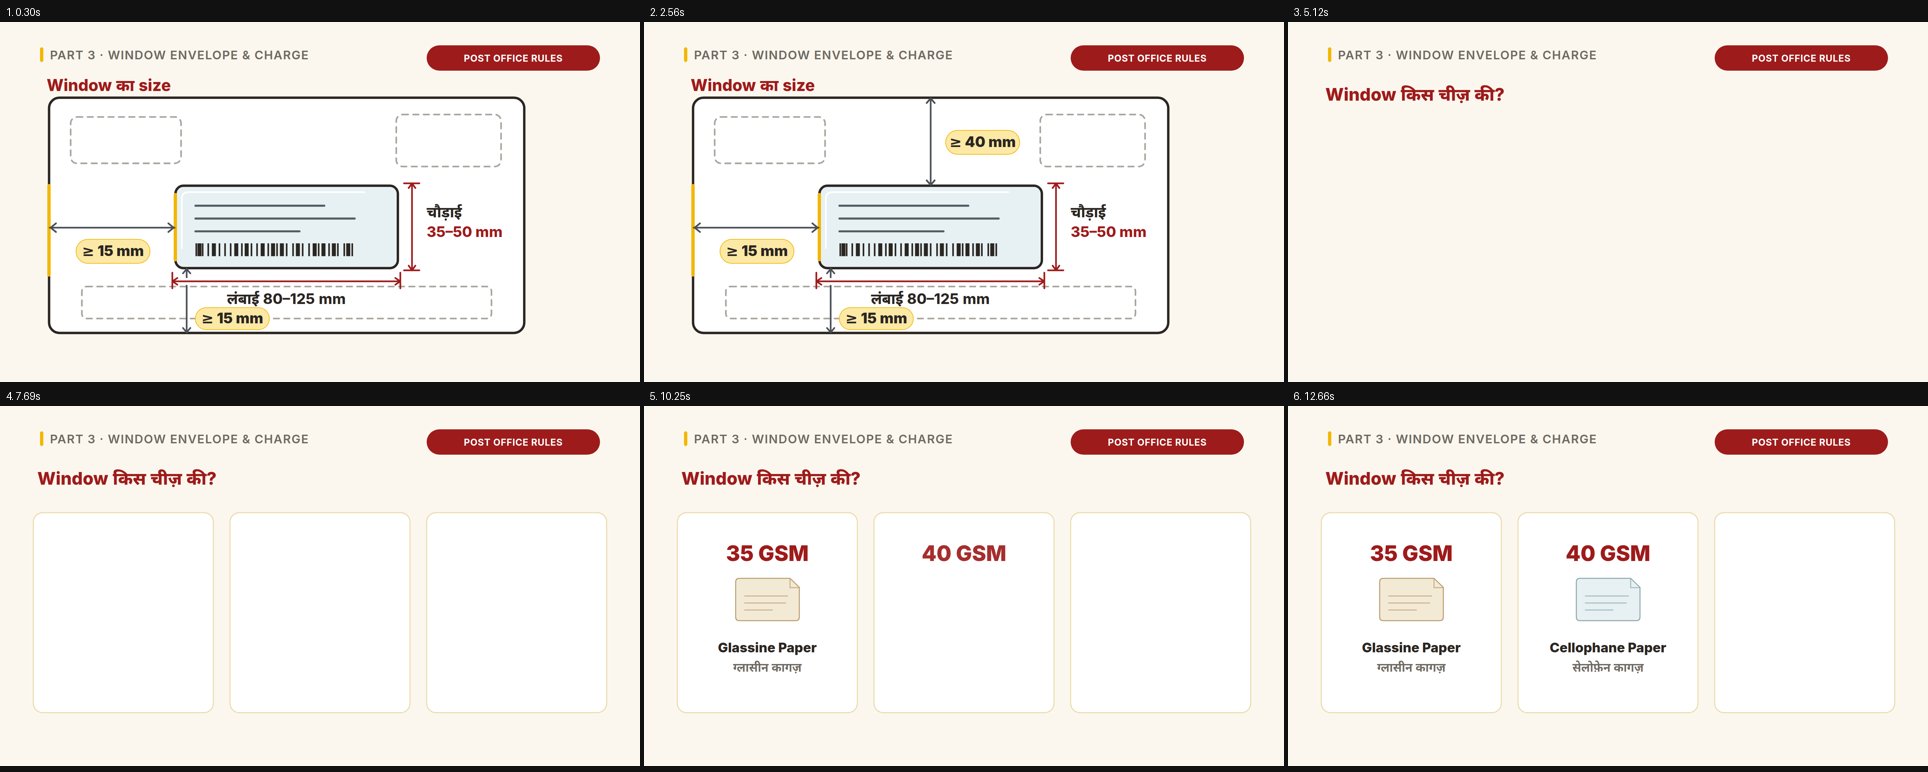 1. 0.30s
PART 3 · WINDOW ENVELOPE & CHARGE
POST OFFICE RULES
Window का size
≥ 15 mm
चौड़ाई
35–50 mm
लंबाई 80–125 mm
≥ 15 mm
2. 2.56s
PART 3 · WINDOW ENVELOPE & CHARGE
POST OFFICE RULES
Window का size
≥ 40 mm
≥ 15 mm
चौड़ाई
35–50 mm
लंबाई 80–125 mm
≥ 15 mm
3. 5.12s
PART 3 · WINDOW ENVELOPE & CHARGE
POST OFFICE RULES
Window किस चीज़ की?
4. 7.69s
PART 3 · WINDOW ENVELOPE & CHARGE
POST OFFICE RULES
Window किस चीज़ की?
5. 10.25s
PART 3 · WINDOW ENVELOPE & CHARGE
POST OFFICE RULES
Window किस चीज़ की?
35 GSM
Glassine Paper
ग्लासीन कागज़
40 GSM
6. 12.66s
PART 3 · WINDOW ENVELOPE & CHARGE
POST OFFICE RULES
Window किस चीज़ की?
35 GSM
Glassine Paper
ग्लासीन कागज़
40 GSM
Cellophane Paper
सेलोफ़ेन कागज़